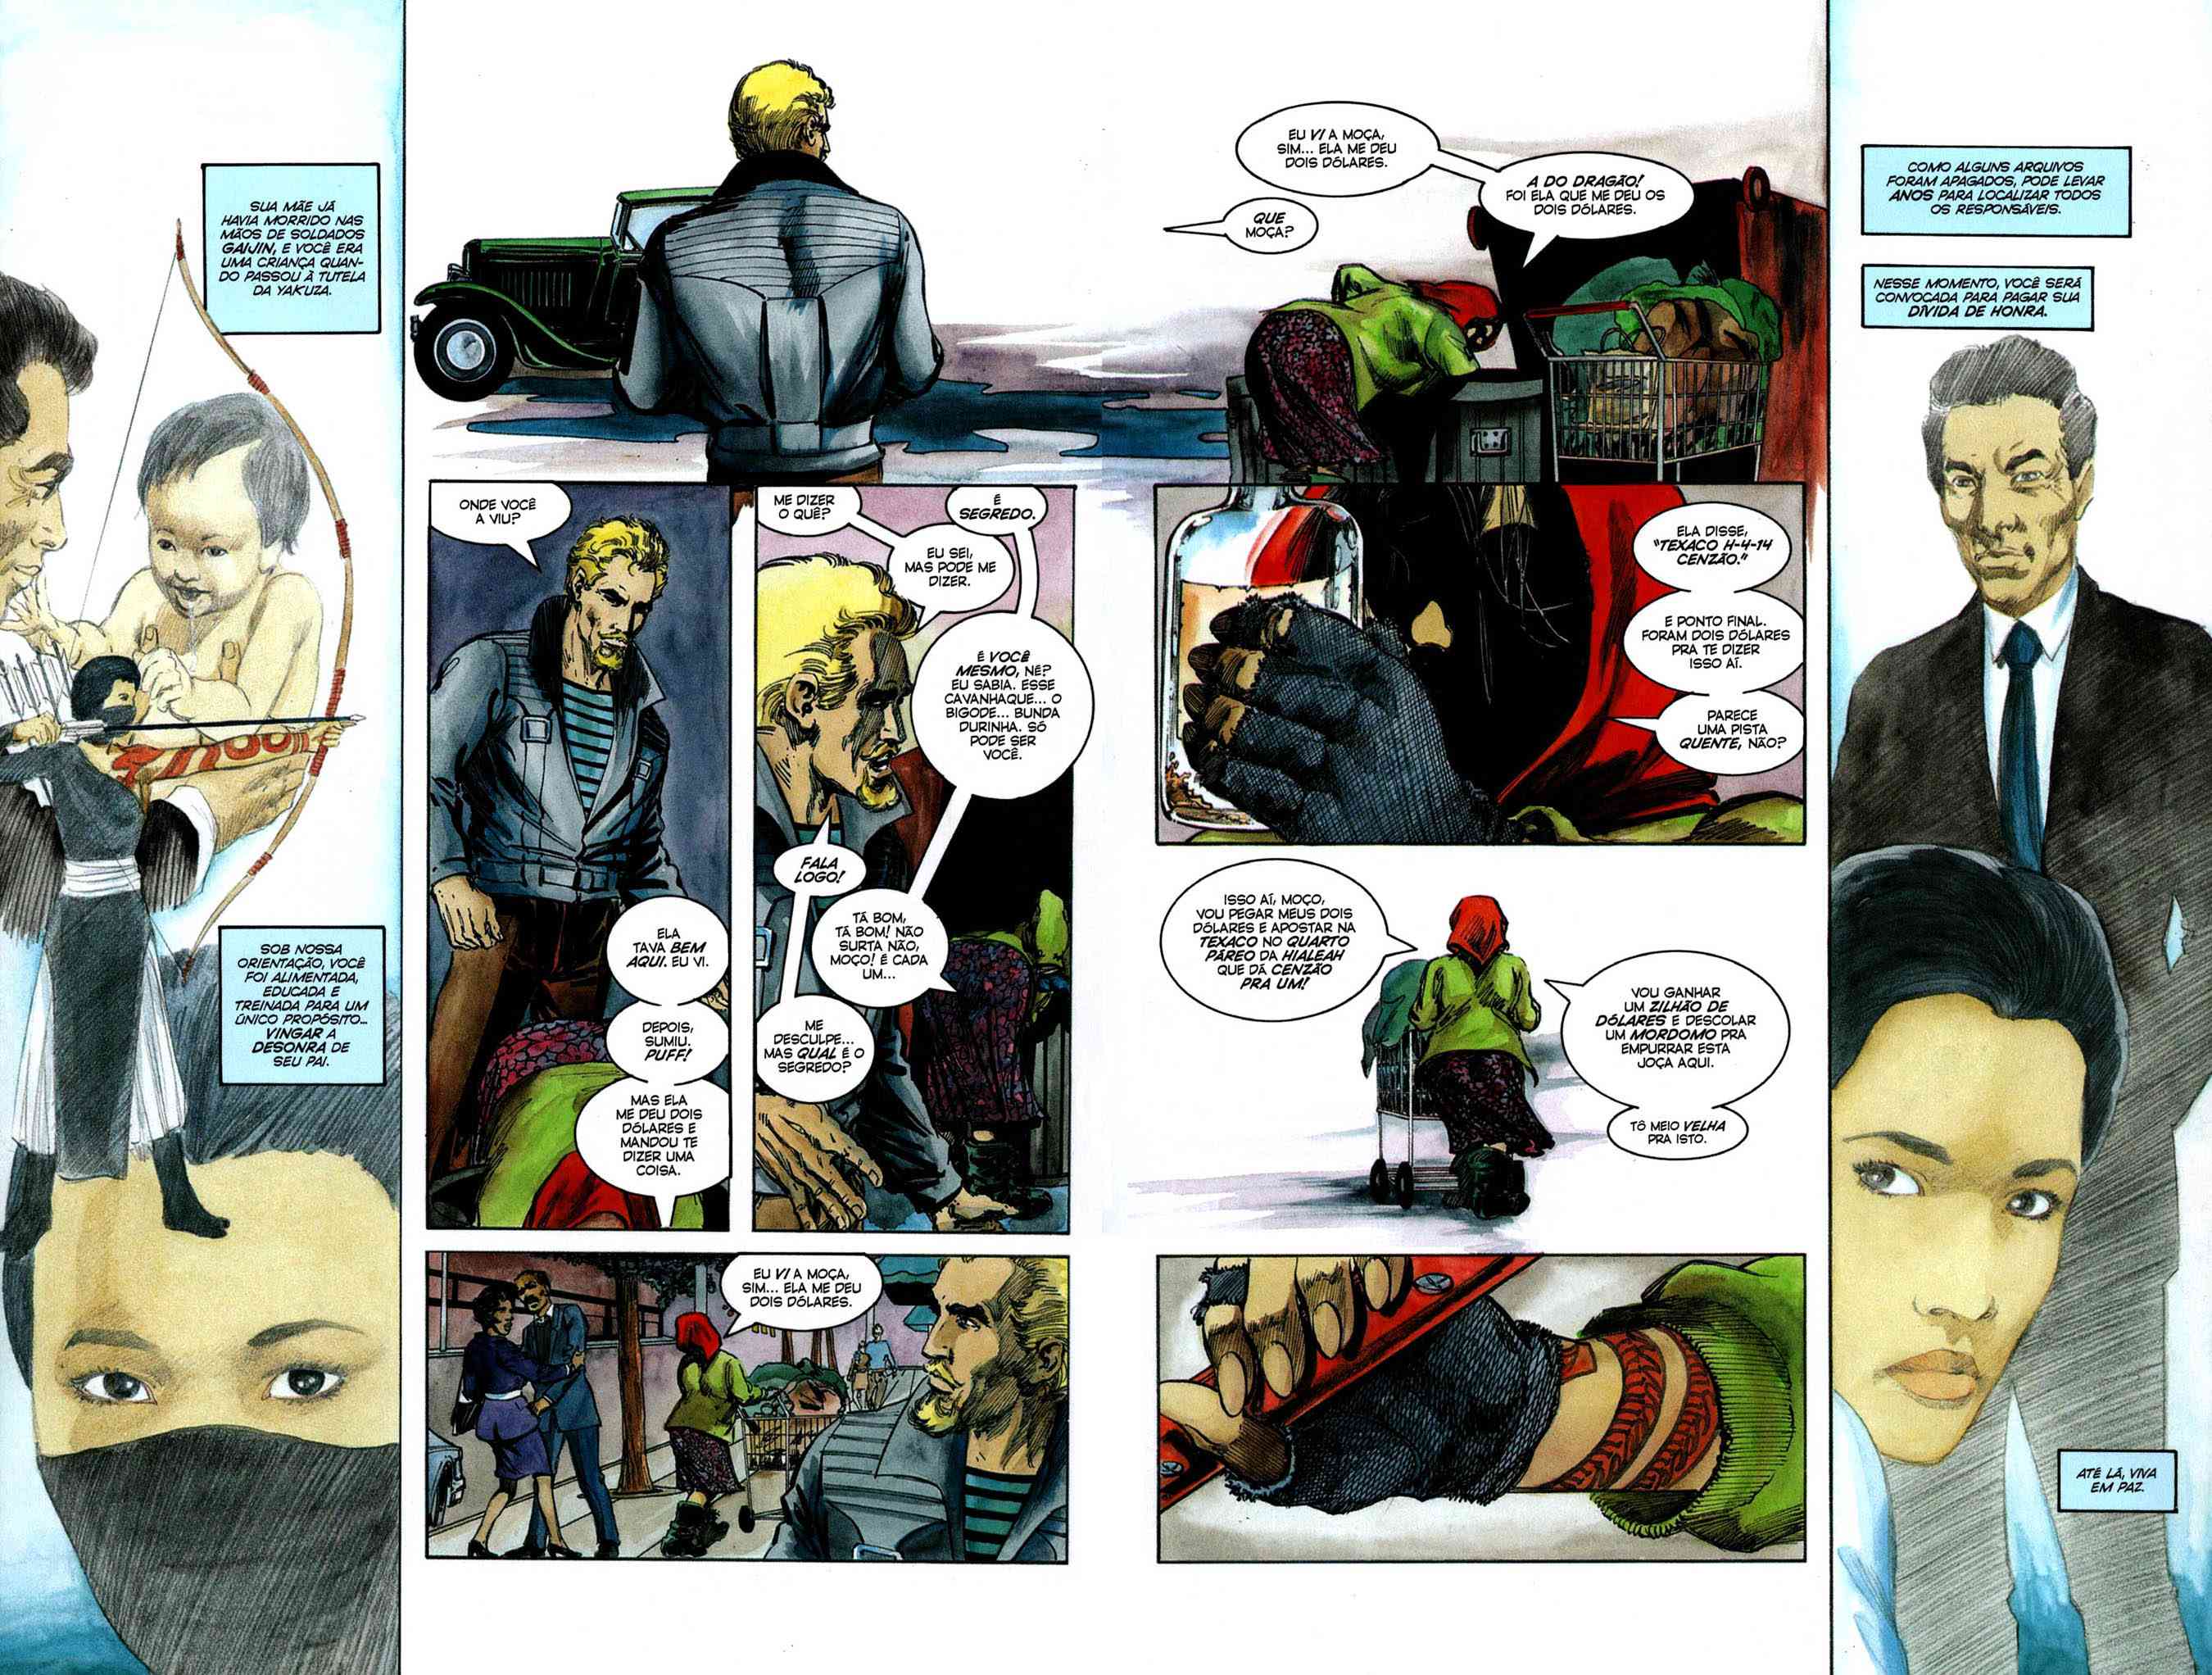 SUA MÃE JÁ
HAVIA MORRIDO NAS
MÃOS DE SOLDADOS
GAIJIN, E VOCÊ ERA
UMA CRIANÇA QUAN-
DO PASSOU À TUTELA
DA YAKUZA.
SOB NOSSA
ORIENTAÇÃO, VOCÊ
FOI ALIMENTADA,
EDUCADA E
TREINADA PARA UM
ÚNICO PROPÓSITO...
VINGAR A
DESONRA DE
SEU PAI.
EU VI A MOÇA,
SIM... ELA ME DEU
DOIS DÓLARES.
QUE
MOÇA?
A DO DRAGÃO!
FOI ELA QUE ME DEU OS
DOIS DÓLARES.
ONDE VOCÊ
A VIU?
ELA
TAVA BEM
AQUI. EU VI.
DEPOIS,
SUMIU.
PUFF!
MAS ELA
ME DEU DOIS
DÓLARES E
MANDOU TE
DIZER UMA
COISA.
ME DIZER
O QUÊ?
É
SEGREDO.
EU SEI,
MAS PODE ME
DIZER.
É VOCÊ
MESMO, NÉ?
EU SABIA. ESSE
CAVANHAQUE... O
BIGODE... BUNDA
DURINHA. SÓ
PODE SER
VOCÊ.
FALA
LOGO!
TÁ BOM,
TÁ BOM! NÃO
SURTA NÃO,
MOÇO! É CADA
UM...
ME
DESCULPE...
MAS QUAL É O
SEGREDO?
ELA DISSE,
"TEXACO H-4-14
CENZÃO."
E PONTO FINAL.
FORAM DOIS DÓLARES
PRA TE DIZER
ISSO AÍ.
PARECE
UMA PISTA
QUENTE, NÃO?
ISSO AÍ, MOÇO,
VOU PEGAR MEUS DOIS
DÓLARES E APOSTAR NA
TEXACO NO QUARTO
PÁREO DA HIALEAH
QUE DÁ CENZÃO
PRA UM!
VOU GANHAR
UM ZILHÃO DE
DÓLARES E DESCOLAR
UM MORDOMO PRA
EMPURRAR ESTA
JOÇA AQUI.
TÔ MEIO VELHA
PRA ISTO.
EU VI A MOÇA,
SIM... ELA ME DEU
DOIS DÓLARES.
COMO ALGUNS ARQUIVOS
FORAM APAGADOS, PODE LEVAR
ANOS PARA LOCALIZAR TODOS
OS RESPONSÁVEIS.
NESSE MOMENTO, VOCÊ SERÁ
CONVOCADA PARA PAGAR SUA
DÍVIDA DE HONRA.
ATÉ LÁ, VIVA
EM PAZ.